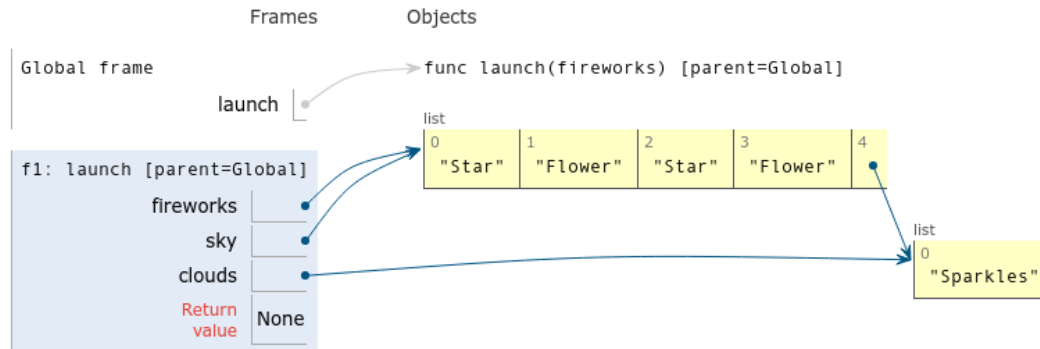 Frames Objects
Global frame func launch(fireworks) [parent=Global]
launch
list
0 1 2 3 4
"Star" "Flower" "Star" "Flower"
f1: launch [parent=Global]
fireworks
sky
list
0
clouds
"Sparkles"
Return
value None